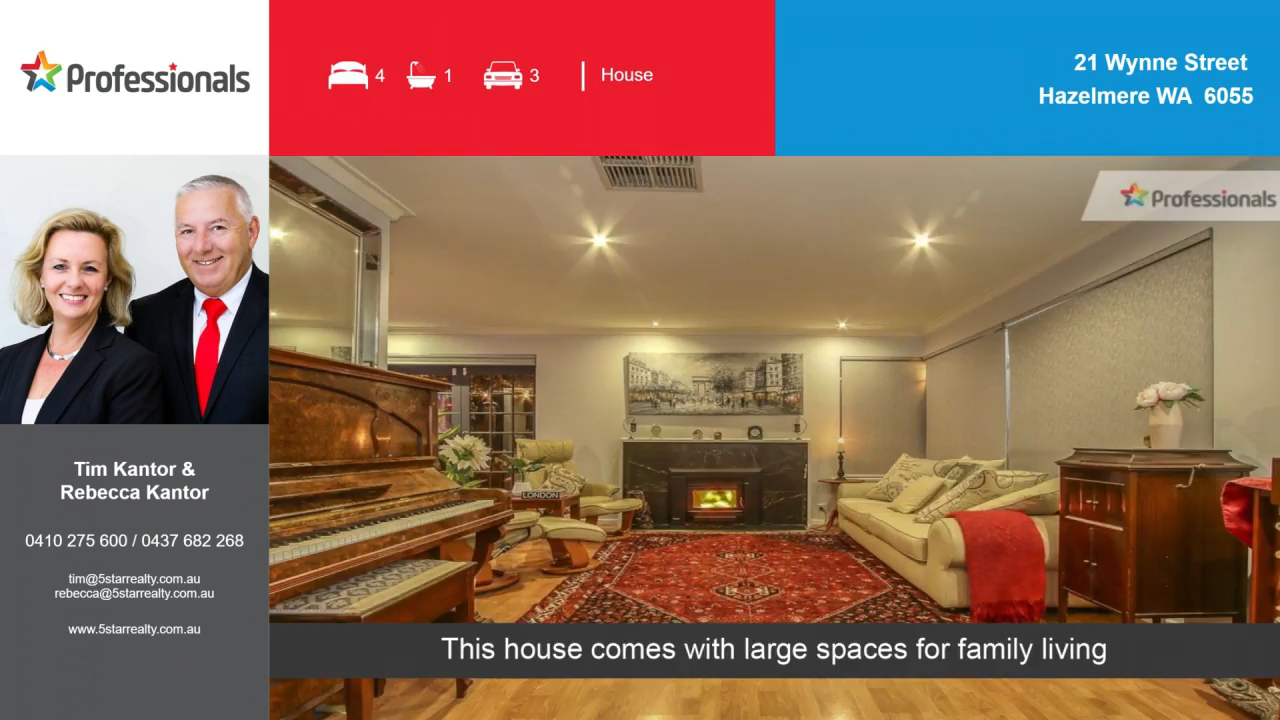 Professionals
4 1 3 House
21 Wynne Street
Hazelmere WA 6055
Professionals
LONDON
Tim Kantor &
Rebecca Kantor
0410 275 600 / 0437 682 268
tim@5starrealty.com.au
rebecca@5starrealty.com.au
www.5starrealty.com.au
This house comes with large spaces for family living